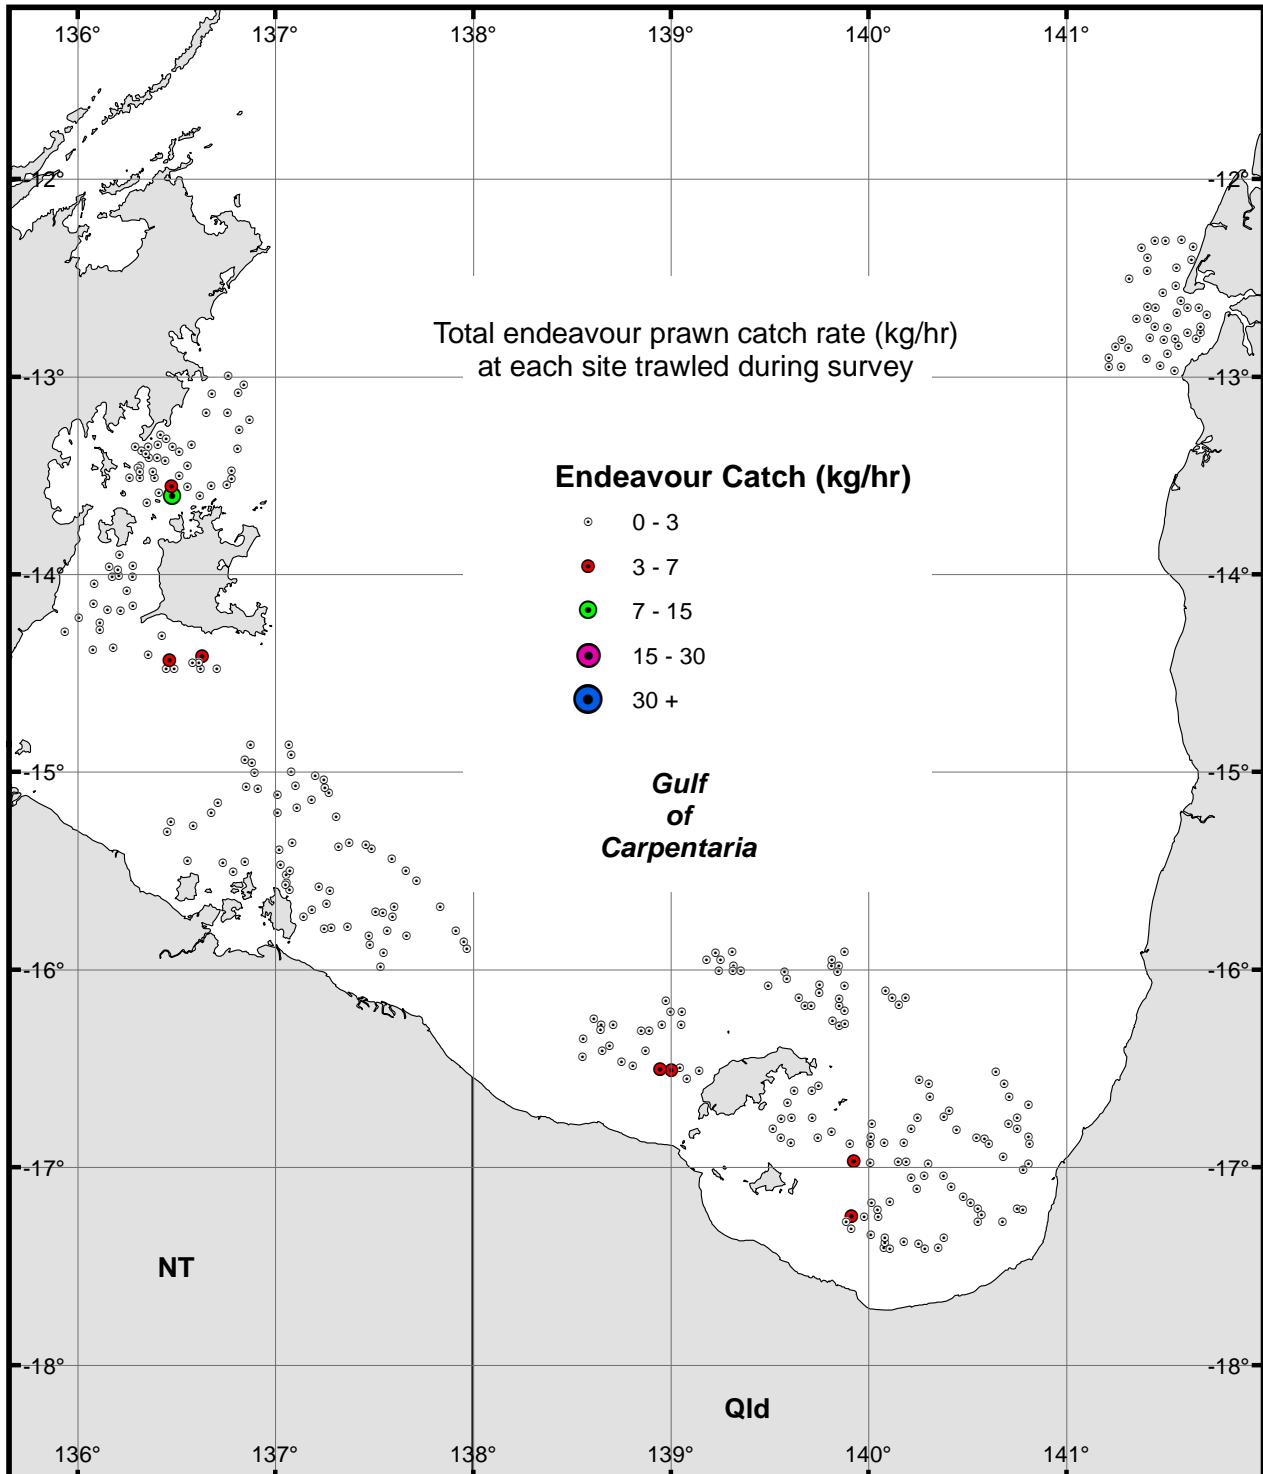 136° 137° 138° 139° 140° 141°
-12° -12°
Total endeavour prawn catch rate (kg/hr)
at each site trawled during survey
-13° -13°
Endeavour Catch (kg/hr)
0 - 3
3 - 7
-14° -14°
7 - 15
15 - 30
30 +
-15° -15°
Gulf
of
Carpentaria
-16° -16°
-17° -17°
NT
-18° -18°
Qld
136° 137° 138° 139° 140° 141°